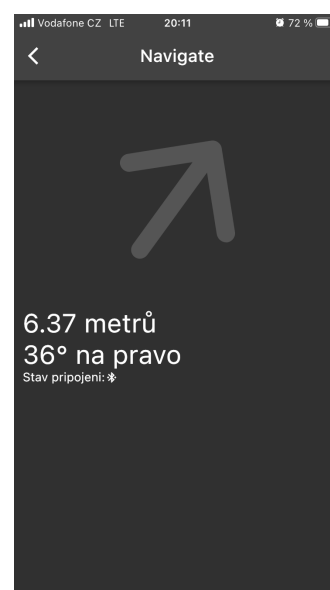 Vodafone CZ LTE 20:11 72 %
Navigate
6.37 metrů
36° na pravo
Stav pripojeni: